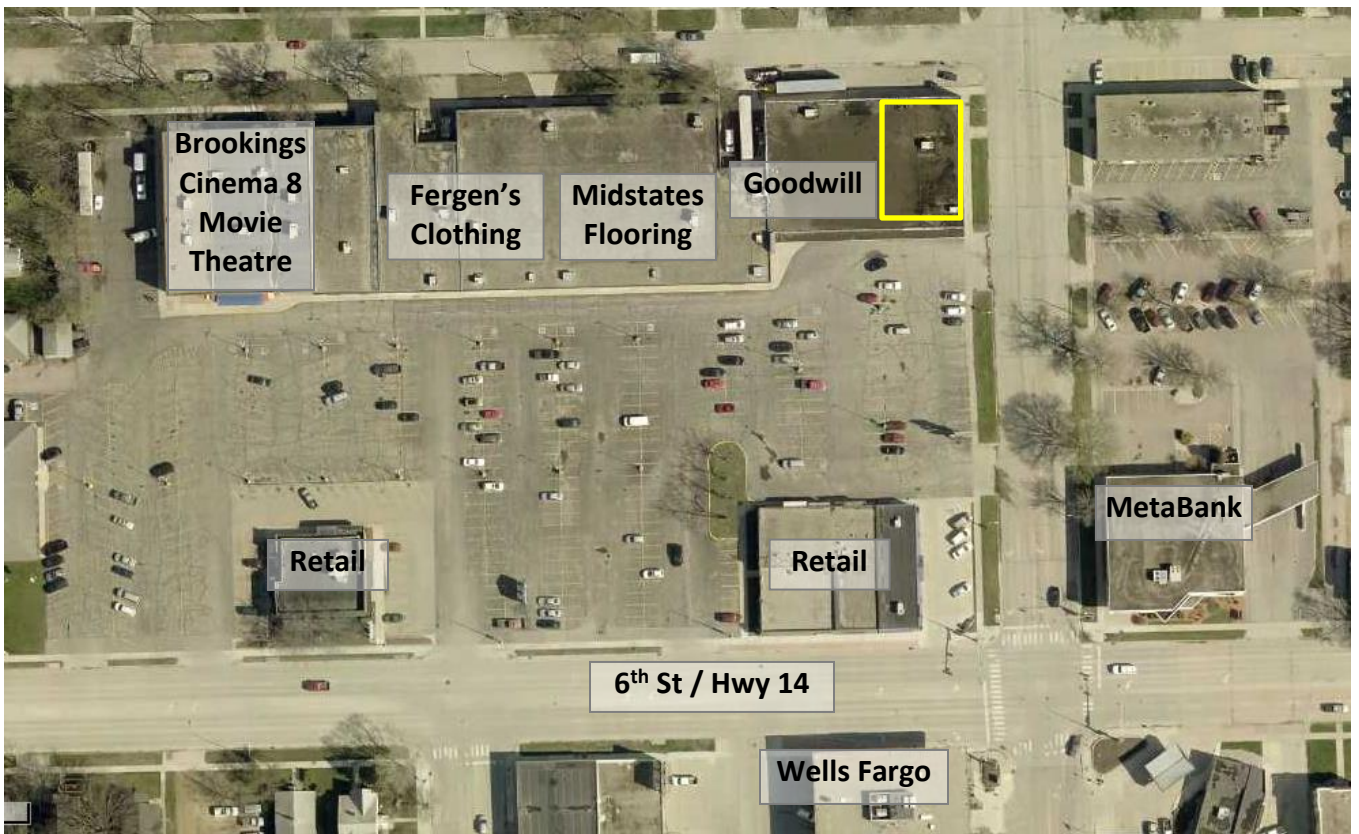 Brookings
Cinema 8
Movie
Theatre
Fergen's
Clothing
Midstates
Flooring
Goodwill
Retail
Retail
MetaBank
6th St / Hwy 14
Wells Fargo